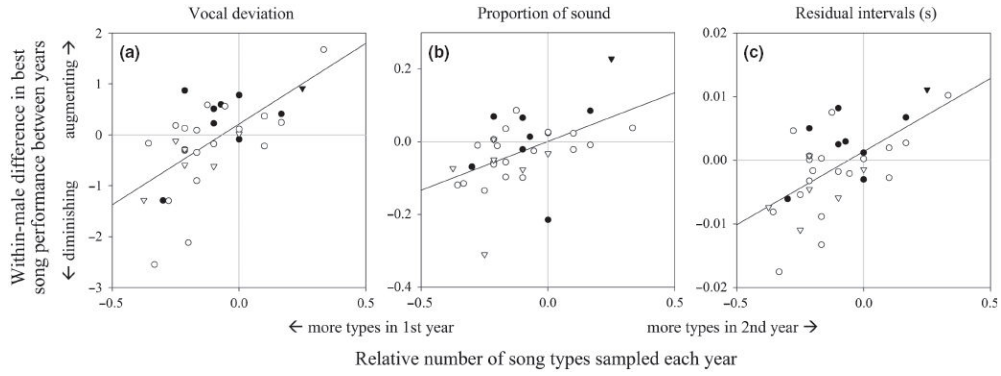 Vocal deviation
Proportion of sound
Residual intervals (s)
Within-male difference in best
song performance between years
← diminishing
augmenting →
(a)
2
1
0
−1
−2
−3
−0.5
0.0
0.5
(b)
0.2
0.0
−0.2
−0.4
−0.5
0.0
0.5
(c)
0.02
0.01
0.00
−0.01
−0.02
−0.5
0.0
0.5
← more types in 1st year
more types in 2nd year →
Relative number of song types sampled each year